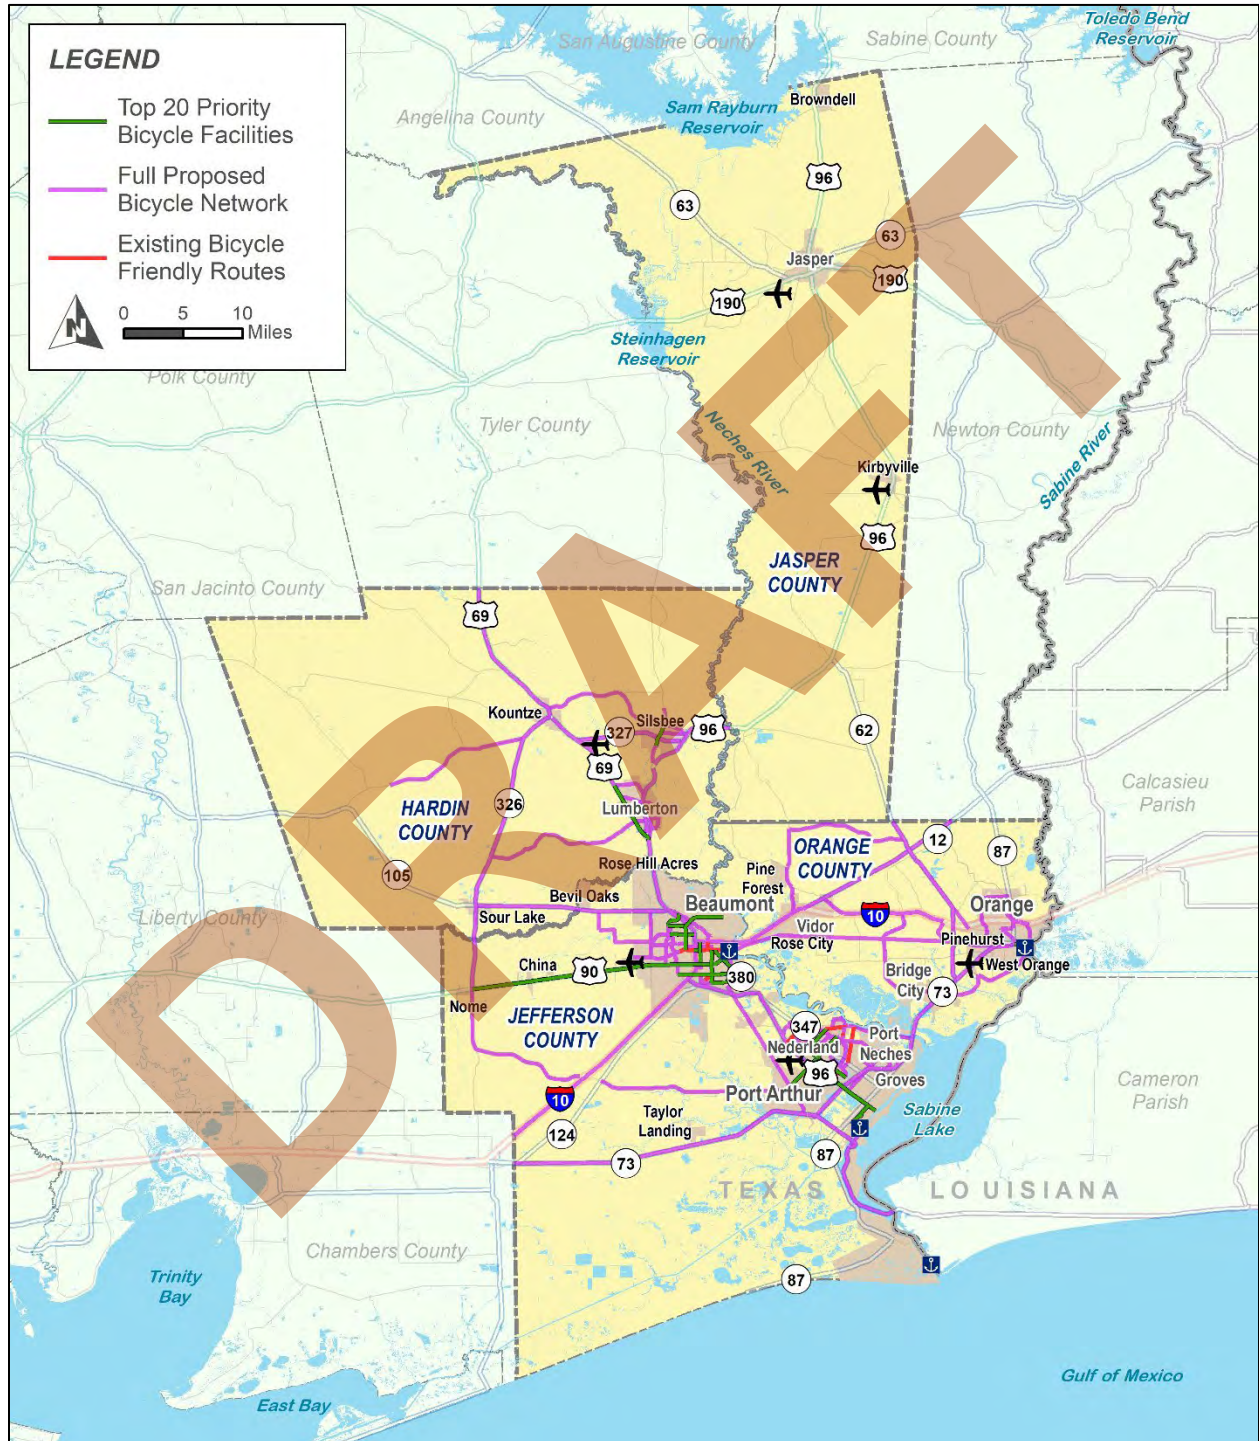 LEGEND
Top 20 Priority
Bicycle Facilities
Full Proposed
Bicycle Network
Existing Bicycle
Friendly Routes
N
0 5 10
Miles
Toledo Bend
Reservoir
San Augustine County
Sabine County
Browndell
Sam Rayburn
Reservoir
Angelina County
96
63
63
Jasper
190
190
Steinhagen
Reservoir
Polk County
Tyler County
Neches River
Newton County
Sabine River
Kirbyville
96
JASPER
COUNTY
San Jacinto County
69
Kountze
Silsbee
327
96
62
69
Calcasieu
Parish
Lumberton
326
HARDIN
COUNTY
12
87
ORANGE
COUNTY
Rose Hill Acres
Pine
Forest
105
Bevil Oaks
Beaumont
Orange
Liberty County
Sour Lake
10
Vidor
Rose City
Pinehurst
West Orange
China
90
380
Bridge
City
73
Nome
JEFFERSON
COUNTY
347
Port
Neches
Nederland
96
Groves
Port Arthur
10
Cameron
Parish
Taylor
Landing
Sabine
Lake
124
73
87
TEXAS
LOUISIANA
Chambers County
Trinity
Bay
87
Gulf of Mexico
East Bay
DRAFT